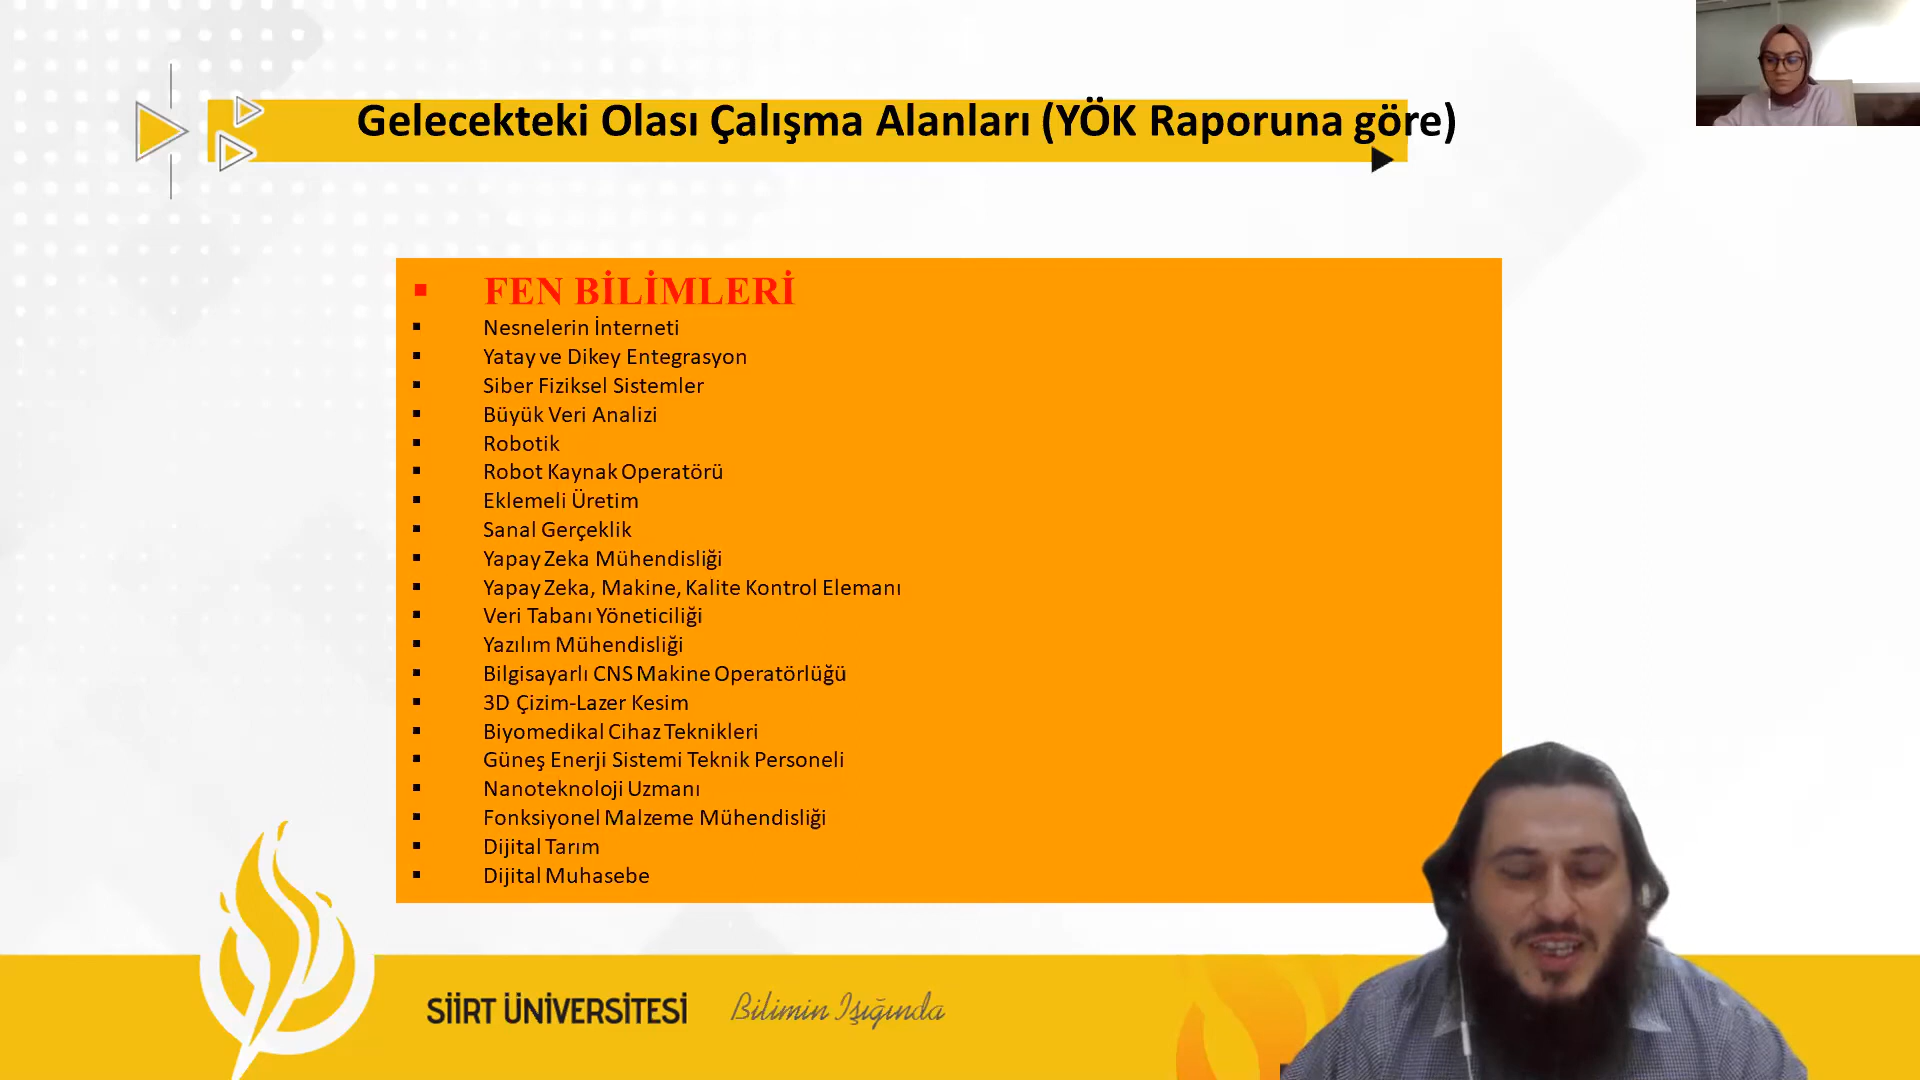 Gelecekteki Olası Çalışma Alanları (YÖK Raporuna göre)
FEN BİLİMLERİ
Nesnelerin İnterneti
Yatay ve Dikey Entegrasyon
Siber Fiziksel Sistemler
Büyük Veri Analizi
Robotik
Robot Kaynak Operatörü
Eklemeli Üretim
Sanal Gerçeklik
Yapay Zeka Mühendisliği
Yapay Zeka, Makine, Kalite Kontrol Elemanı
Veri Tabanı Yöneticiliği
Yazılım Mühendisliği
Bilgisayarlı CNS Makine Operatörlüğü
3D Çizim-Lazer Kesim
Biyomedikal Cihaz Teknikleri
Güneş Enerji Sistemi Teknik Personeli
Nanoteknoloji Uzmanı
Fonksiyonel Malzeme Mühendisliği
Dijital Tarım
Dijital Muhasebe
SİİRT ÜNİVERSİTESİ Bilimin Işığında